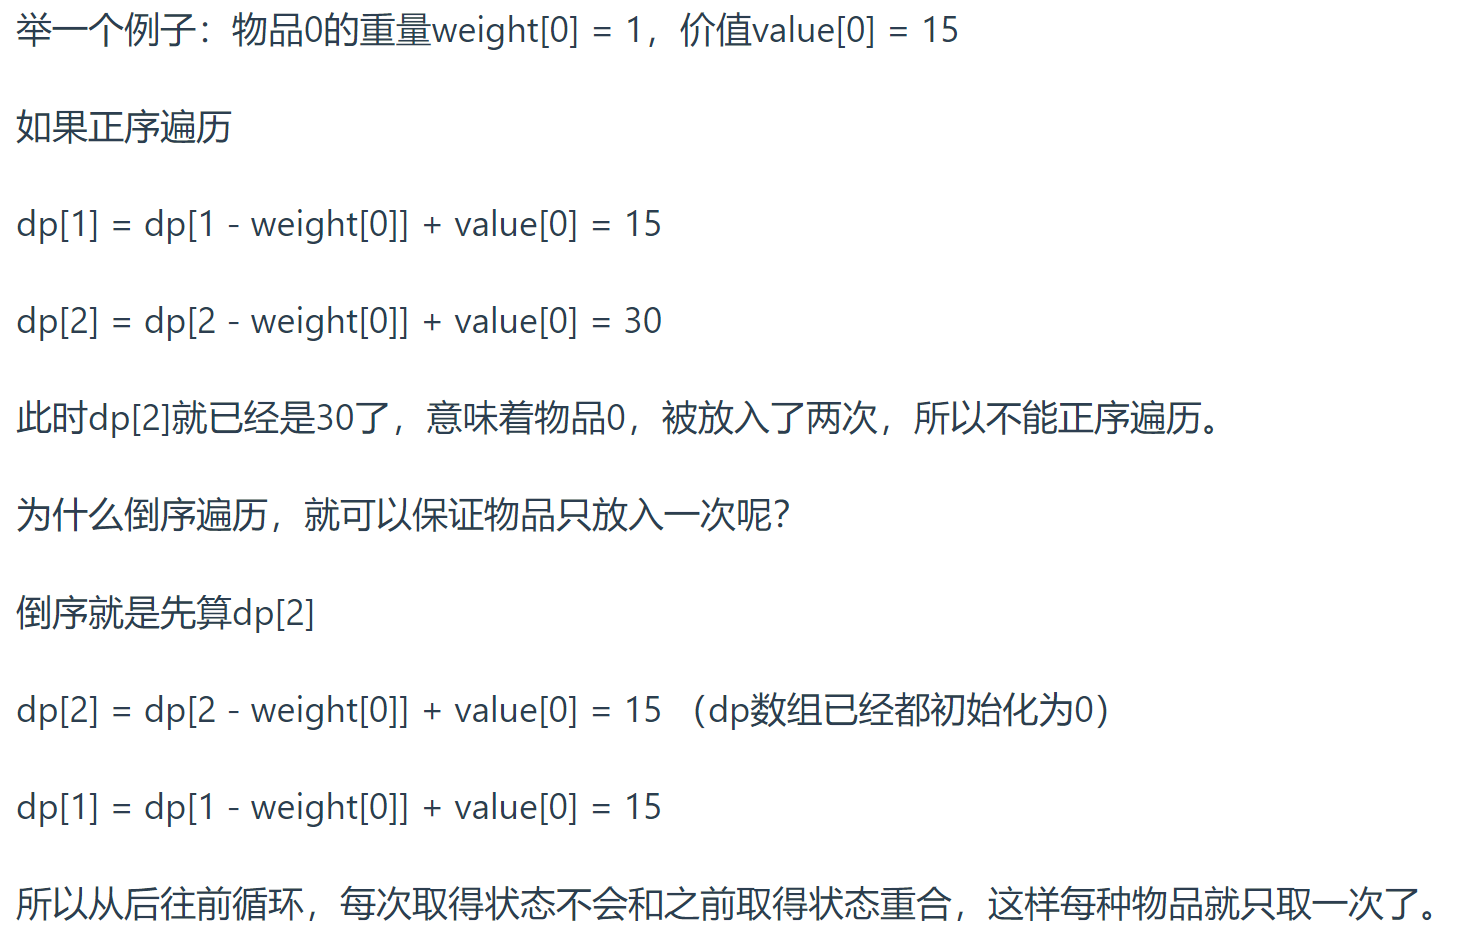 举一个例子：物品0的重量weight[0] = 1，价值value[0] = 15
如果正序遍历
dp[1] = dp[1 - weight[0]] + value[0] = 15
dp[2] = dp[2 - weight[0]] + value[0] = 30
此时dp[2]就已经是30了，意味着物品0，被放入了两次，所以不能正序遍历。
为什么倒序遍历，就可以保证物品只放入一次呢？
倒序就是先算dp[2]
dp[2] = dp[2 - weight[0]] + value[0] = 15 （dp数组已经都初始化为0）
dp[1] = dp[1 - weight[0]] + value[0] = 15
所以从后往前循环，每次取得状态不会和之前取得状态重合，这样每种物品就只取一次了。